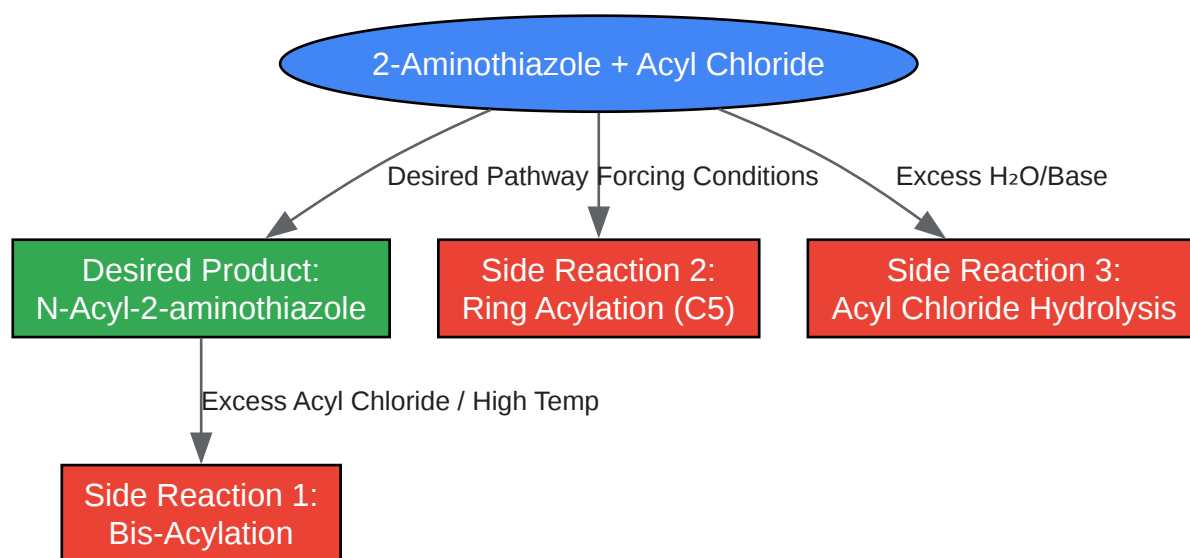 2-Aminothiazole + Acyl Chloride
Desired Pathway
Forcing Conditions
Excess H₂O/Base
Desired Product:
N-Acyl-2-aminothiazole
Side Reaction 2:
Ring Acylation (C5)
Side Reaction 3:
Acyl Chloride Hydrolysis
Excess Acyl Chloride / High Temp
Side Reaction 1:
Bis-Acylation